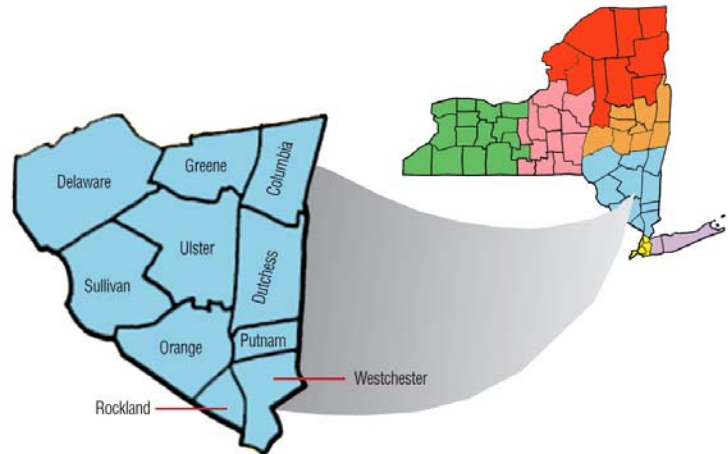 Delaware
Greene
Columbia
Ulster
Sullivan
Dutchess
Orange
Putnam
Westchester
Rockland